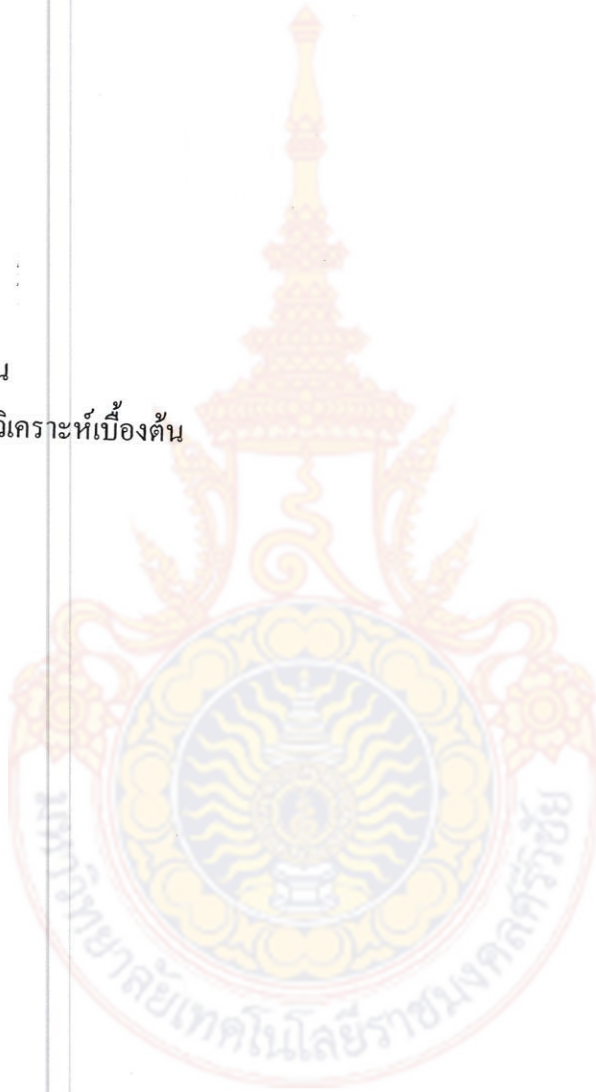 น
วิเคราะห์เบื้องต้น
มหาวิทยาลัยเทคโนโลยีราชมงคลศรีวิชัย